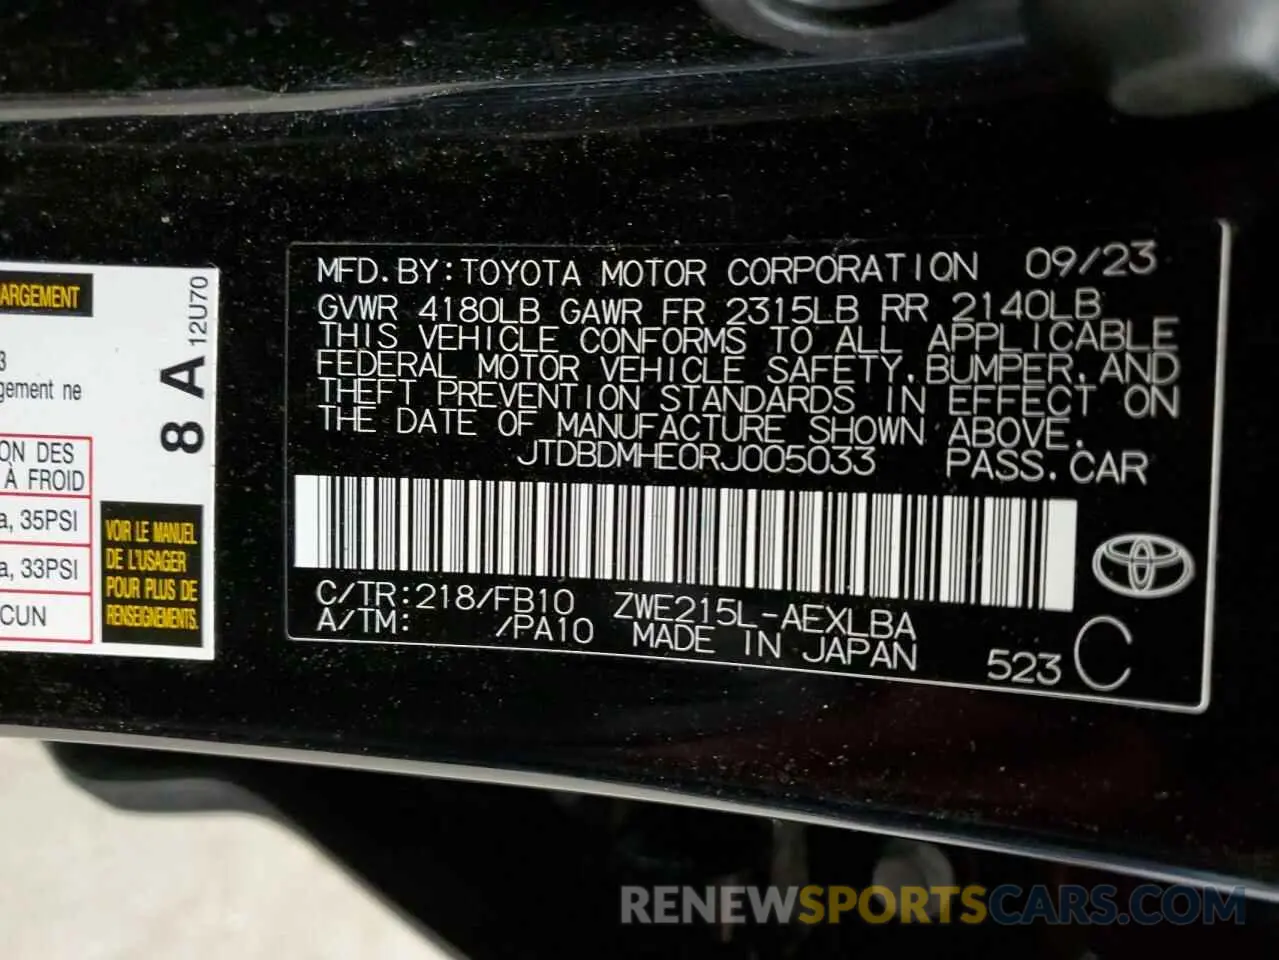 ARGEMENT
3
gement ne
ON DES
À FROID
a, 35PSI
a, 33PSI
CUN
8 A 12U70
VOIR LE MANUEL
DE L'USAGER
POUR PLUS DE
RENSEIGNEMENTS.
MFD.BY:TOYOTA MOTOR CORPORATION 09/23
GVWR 4180LB GAWR FR 2315LB RR 2140LB
THIS VEHICLE CONFORMS TO ALL APPLICABLE
FEDERAL MOTOR VEHICLE SAFETY,BUMPER,AND
THEFT PREVENTION STANDARDS IN EFFECT ON
THE DATE OF MANUFACTURE SHOWN ABOVE.
JTDBDMHE0RJ005033 PASS.CAR
C/TR:218/FB10 ZWE215L-AEXLBA
A/TM: /PA10 MADE IN JAPAN 523 C
RENEWSPORTSCARS.COM